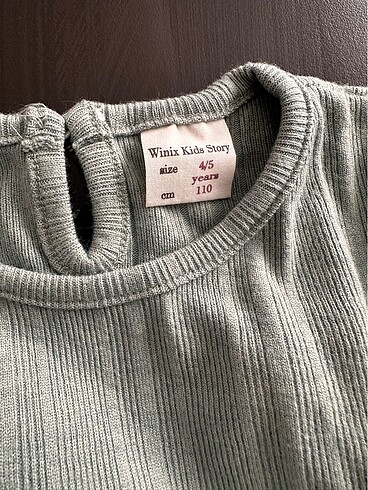 Winix Kids Story
size 4/5
years
cm 110